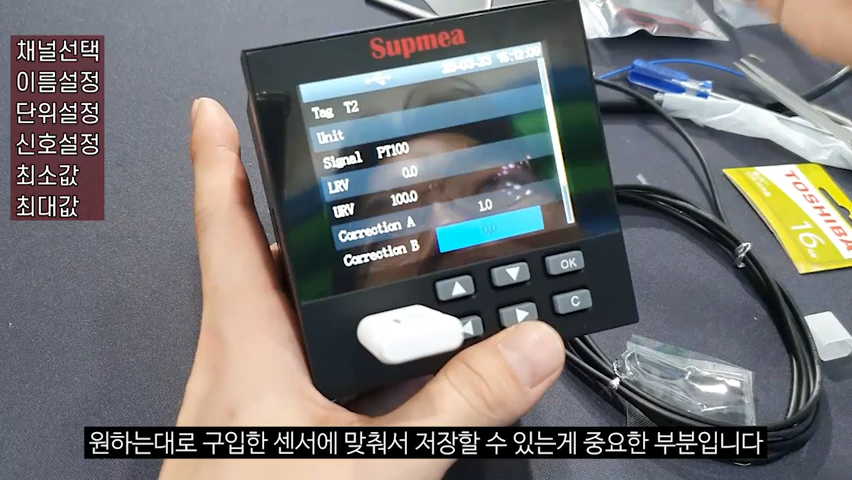 채널선택
이름설정
단위설정
신호설정
최소값
최대값
Supmea
Tag T2
Unit
Signal PT100
LRV 0.0
URV 100.0
Correction A 1.0
Correction B 0.0
OK
C
TOSHIBA
16
원하는대로 구입한 센서에 맞춰서 저장할 수 있는게 중요한 부분입니다